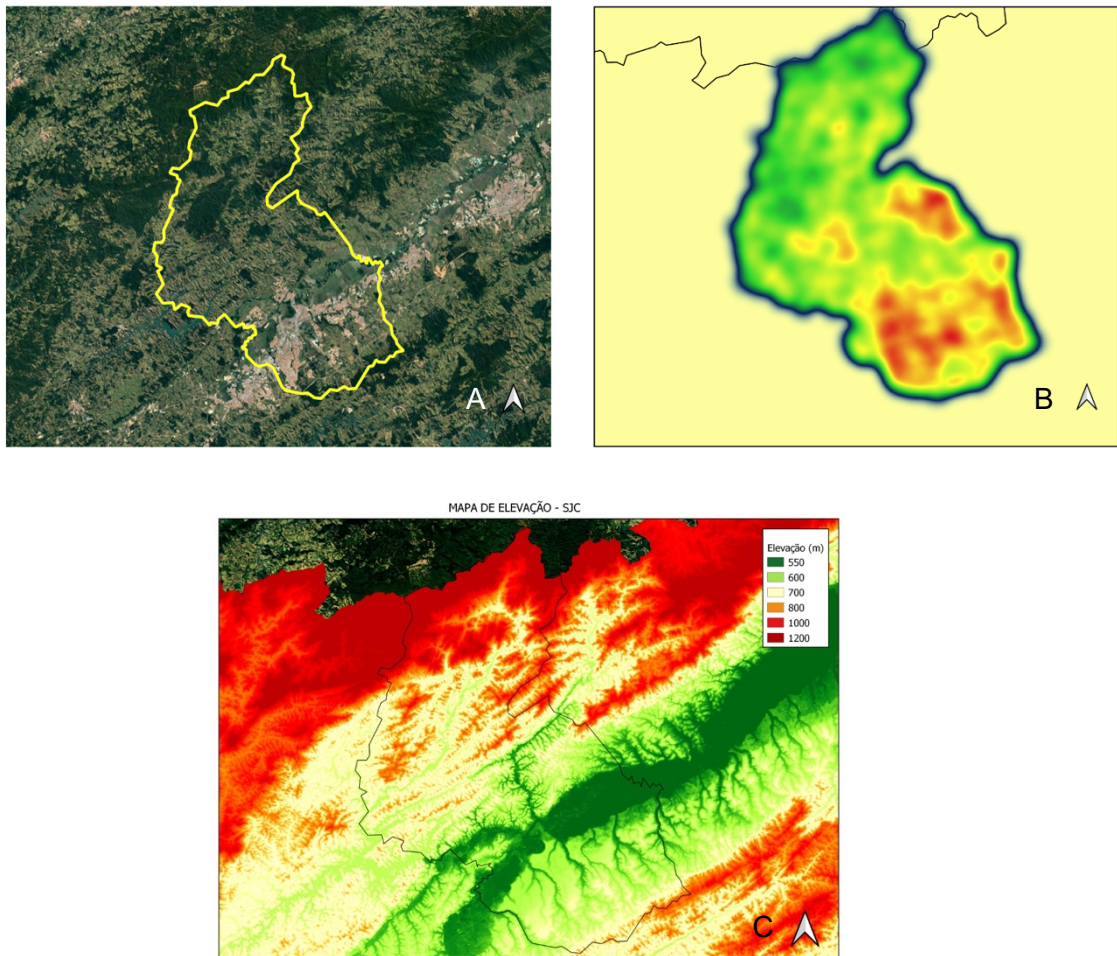 A
B
MAPA DE ELEVAÇÃO - SJC
Elevação (m)
550
600
700
800
1000
1200
C